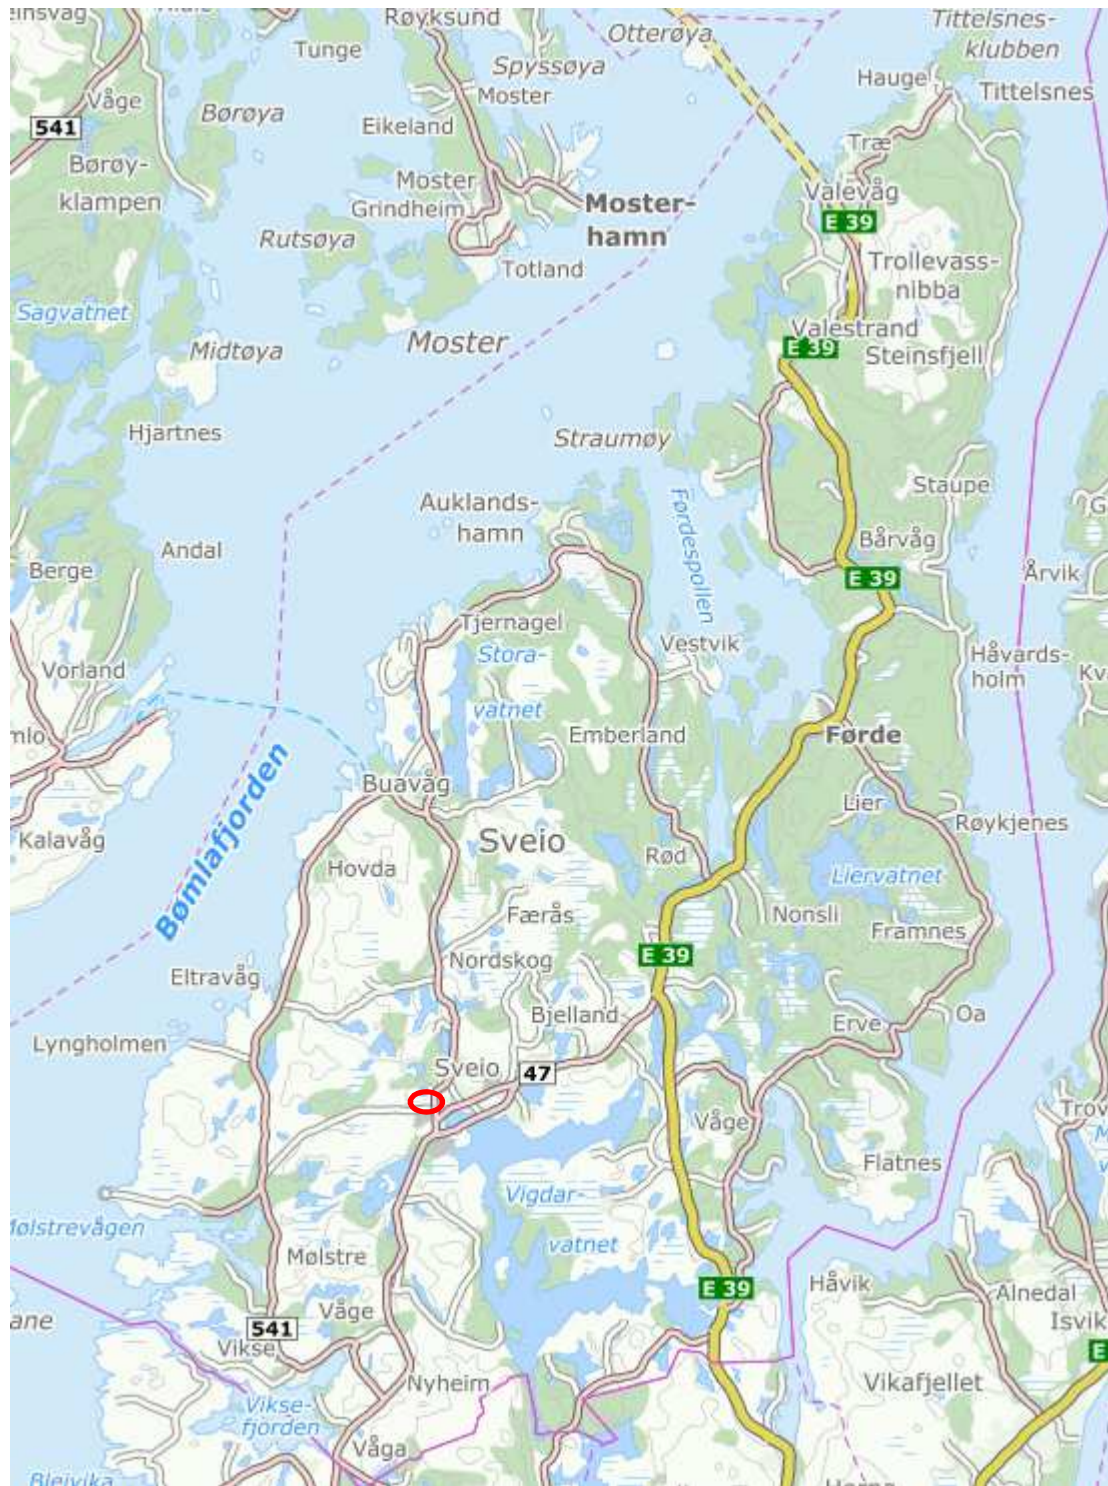 Røyksund
Otterøya
Tittelsnes-
klubben
Tunge
Spyssøya
Hauge
Tittelsnes
Våge
Børøya
Moster
541
Eikeland
Træ
Børøy-
klampen
Moster
Grindheim
Moster-
hamn
Valevåg
E 39
Rutsøya
Totland
Trollevass-
nibba
Sagvatnet
Midtøya
Moster
Valestrand
E 39
Steinsfjell
Hjartnes
Straumøy
Auklands-
hamn
Førdespollen
Staupe
Andal
Bårvåg
Berge
E 39
Årvik
Tjernagel
Vestvik
Stora-
vatnet
Håvards-
holm
Vorland
Emberland
Førde
Bømlafjorden
Buavåg
Lier
Røykjenes
Kalavåg
Sveio
Hovda
Rød
Liervatnet
Færås
Nonsli
Framnes
Nordskog
E 39
Eltravåg
Bjelland
Erve
Oa
Lyngholmen
Sveio
47
Våge
Flatnes
Vigdar-
vatnet
Mølstre
E 39
Håvik
Alnedal
Våge
541
Vikse
Isvik
Nyheim
Vikafjellet
Vikse-
fjorden
Våga
Bleivika